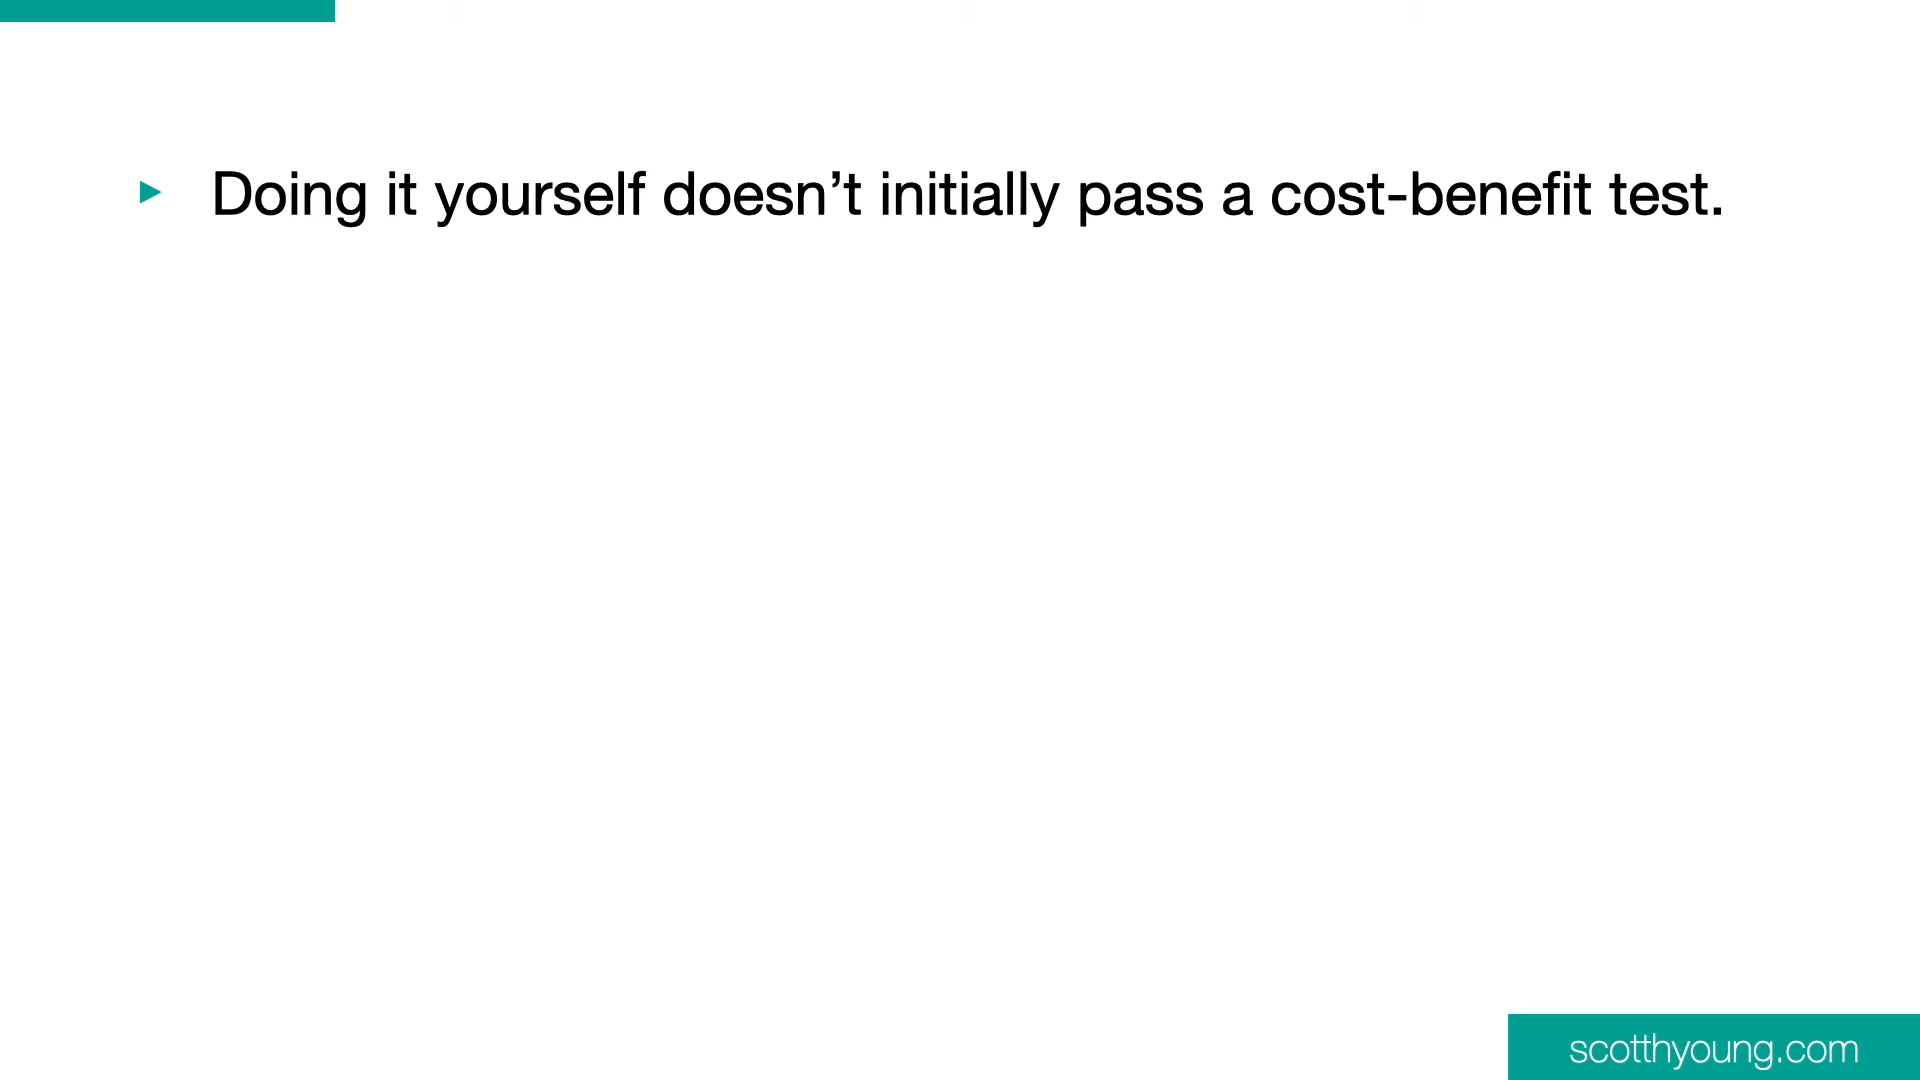 ► Doing it yourself doesn’t initially pass a cost-benefit test.
scotthyoung.com